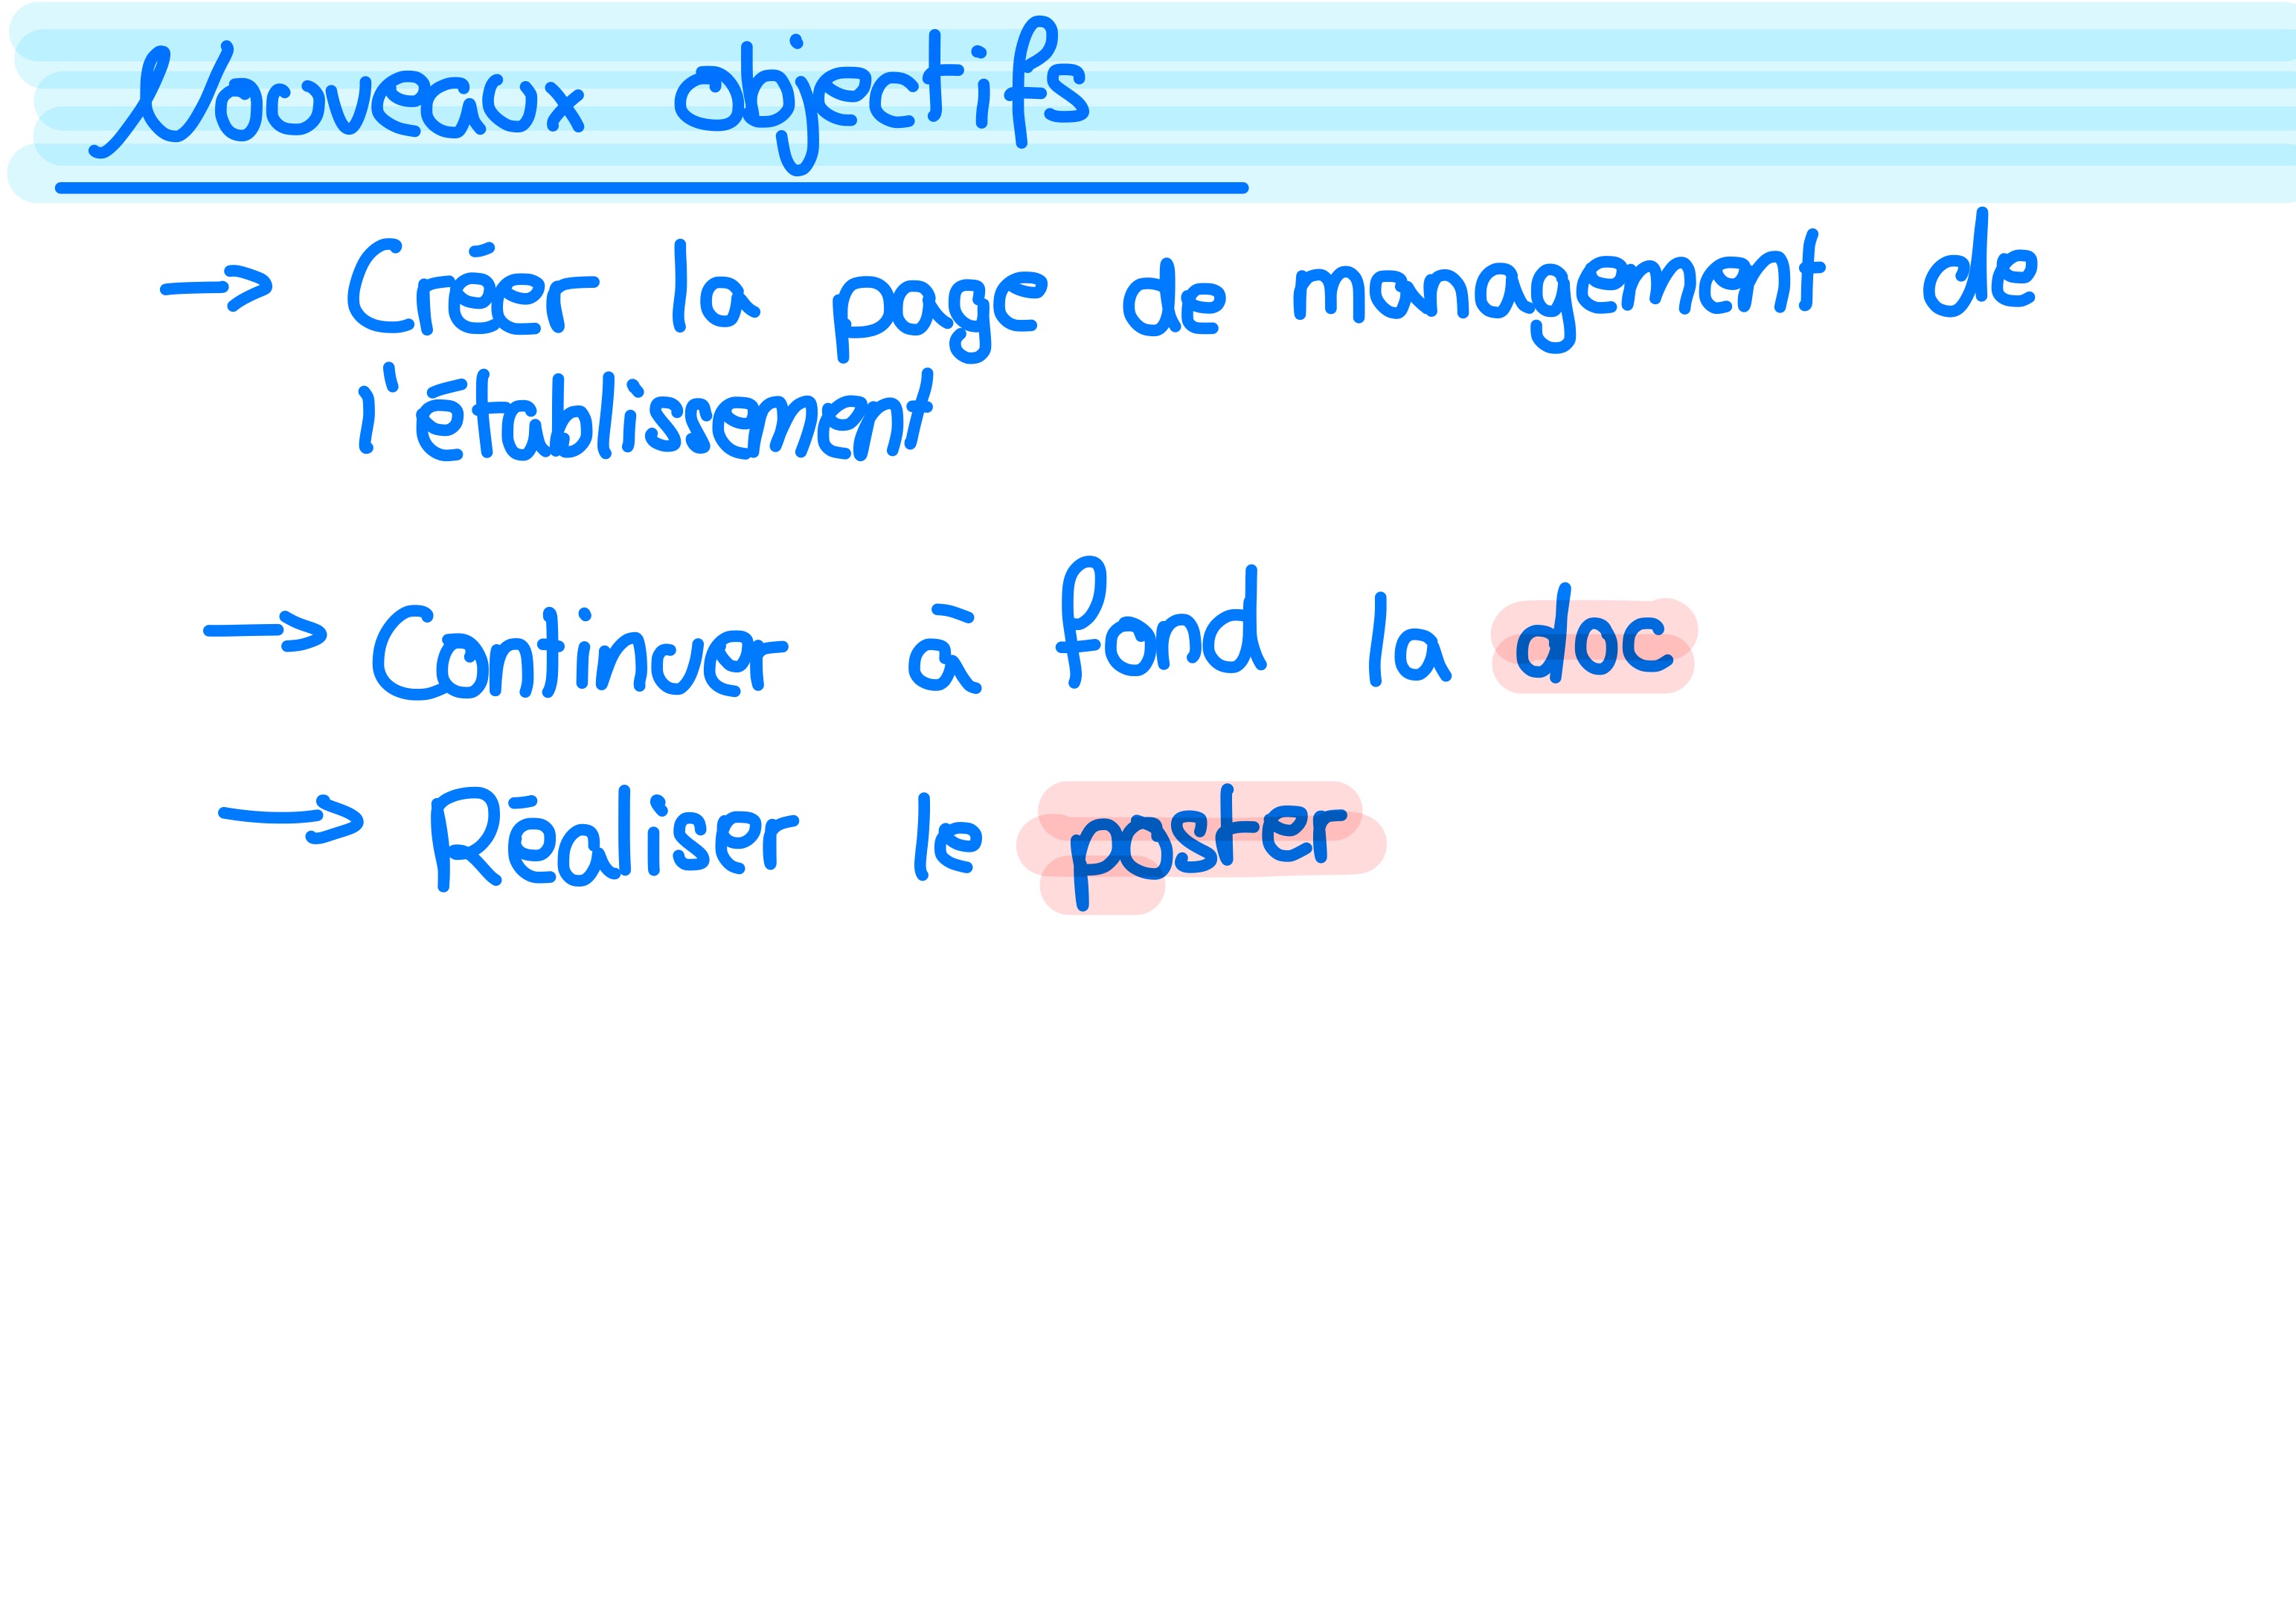 Nouveaux objectifs
→ Créer la page de management de
l'établissement
→ Continuer à fond la doc
→ Réaliser le poster